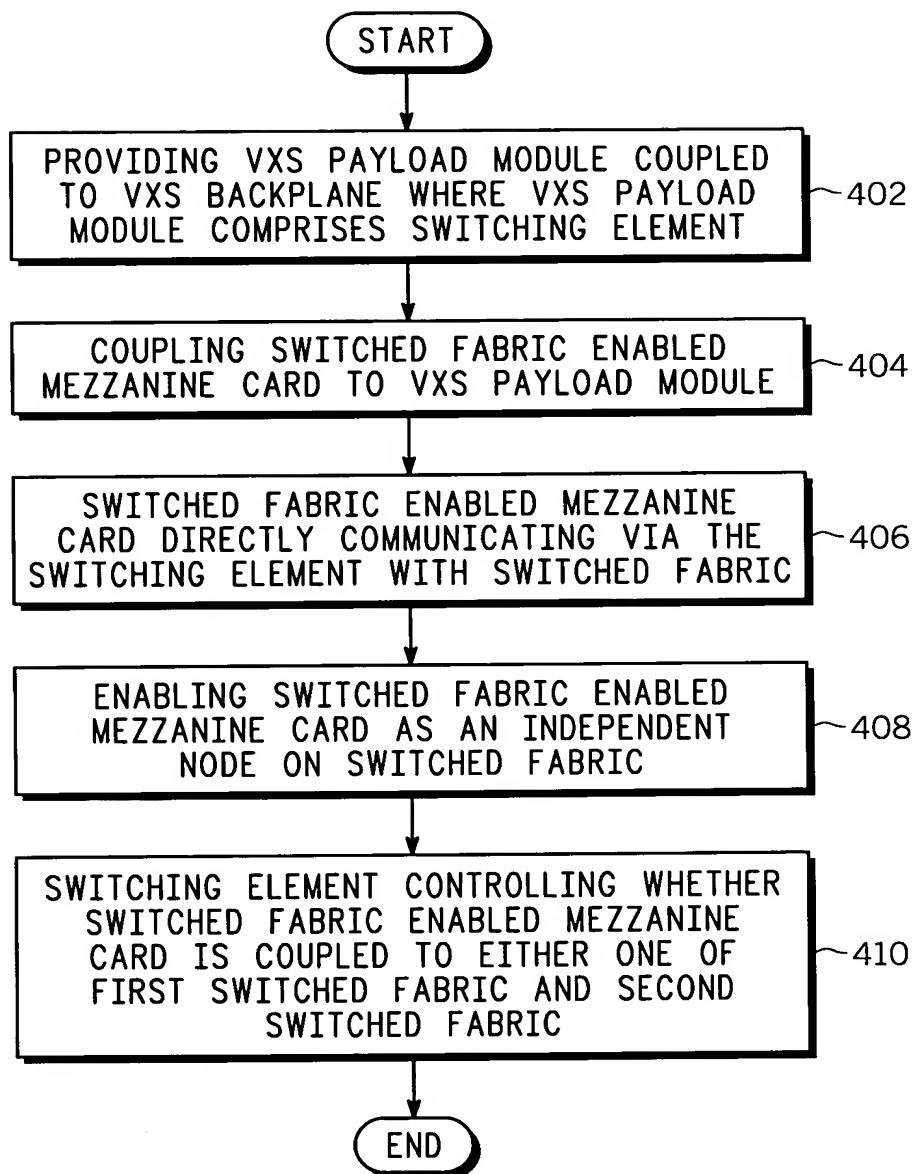 START
PROVIDING VXS PAYLOAD MODULE COUPLED
TO VXS BACKPLANE WHERE VXS PAYLOAD
MODULE COMPRISES SWITCHING ELEMENT
402
COUPLING SWITCHED FABRIC ENABLED
MEZZANINE CARD TO VXS PAYLOAD MODULE
404
SWITCHED FABRIC ENABLED MEZZANINE
CARD DIRECTLY COMMUNICATING VIA THE
SWITCHING ELEMENT WITH SWITCHED FABRIC
406
ENABLING SWITCHED FABRIC ENABLED
MEZZANINE CARD AS AN INDEPENDENT
NODE ON SWITCHED FABRIC
408
SWITCHING ELEMENT CONTROLLING WHETHER
SWITCHED FABRIC ENABLED MEZZANINE
CARD IS COUPLED TO EITHER ONE OF
FIRST SWITCHED FABRIC AND SECOND
SWITCHED FABRIC
410
END